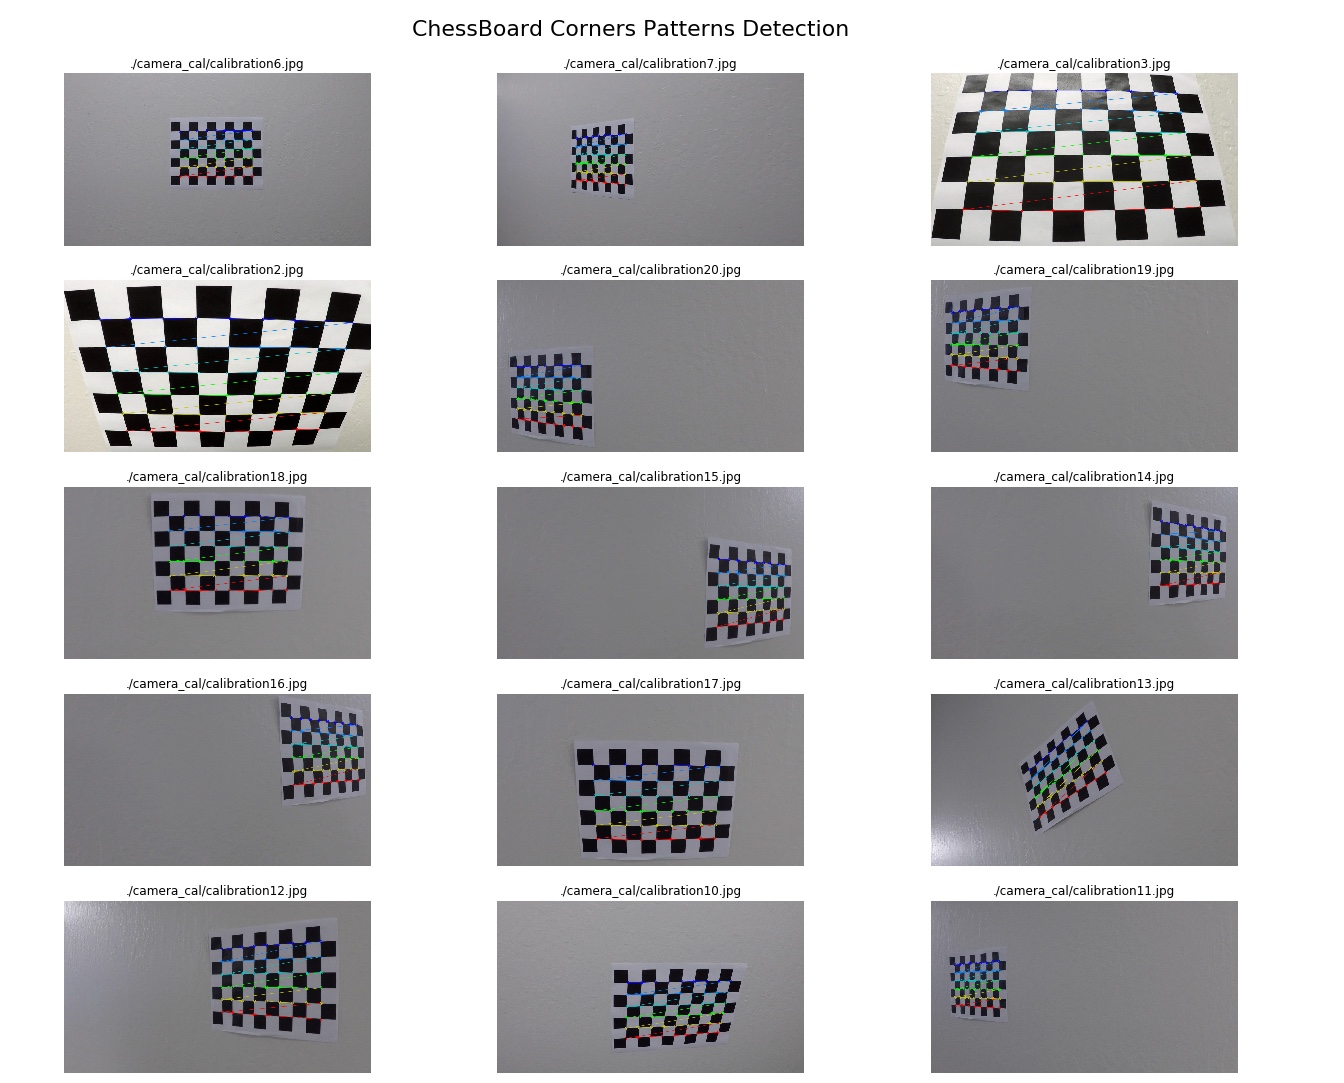 ChessBoard Corners Patterns Detection
./camera_cal/calibration6.jpg
./camera_cal/calibration7.jpg
./camera_cal/calibration3.jpg
./camera_cal/calibration2.jpg
./camera_cal/calibration20.jpg
./camera_cal/calibration19.jpg
./camera_cal/calibration18.jpg
./camera_cal/calibration15.jpg
./camera_cal/calibration14.jpg
./camera_cal/calibration16.jpg
./camera_cal/calibration17.jpg
./camera_cal/calibration13.jpg
./camera_cal/calibration12.jpg
./camera_cal/calibration10.jpg
./camera_cal/calibration11.jpg